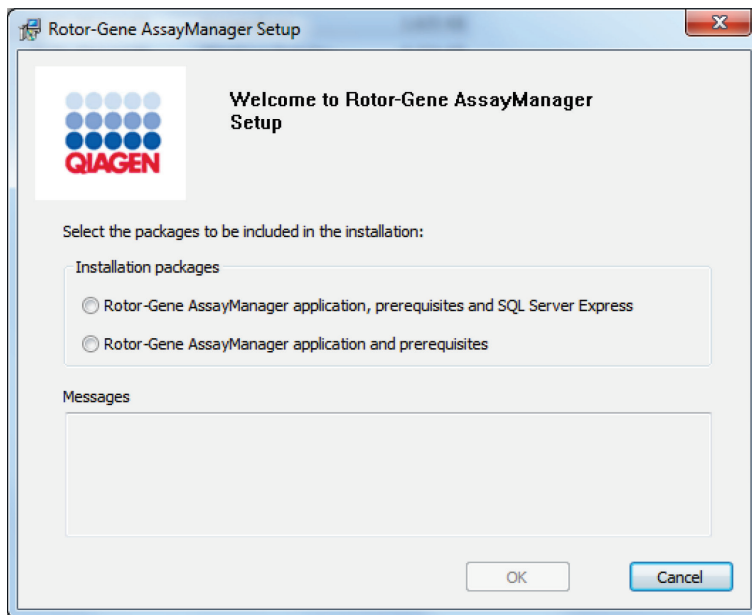 Rotor-Gene AssayManager Setup
QIAGEN
Welcome to Rotor-Gene AssayManager
Setup
Select the packages to be included in the installation:
Installation packages
Rotor-Gene AssayManager application, prerequisites and SQL Server Express
Rotor-Gene AssayManager application and prerequisites
Messages
OK
Cancel